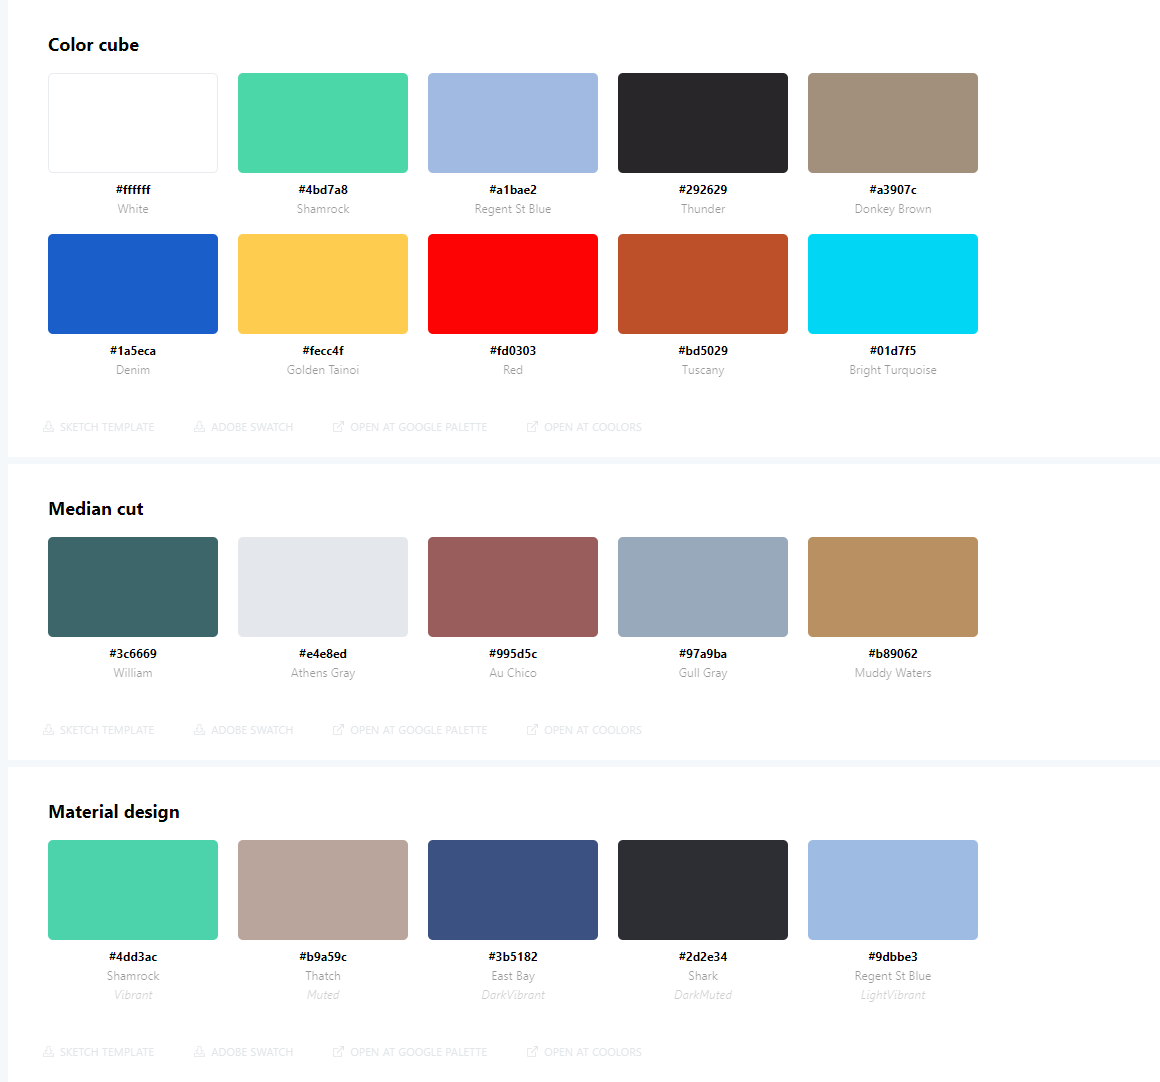 Color cube
#ffffff #4bd7a8 #a1bae2 #292629 #a3907c
White Shamrock Regent St Blue Thunder Donkey Brown
#1a5eca #fecc4f #fd0303 #bd5029 #01d7f5
Denim Golden Tainoi Red Tuscany Bright Turquoise
SKETCH TEMPLATE ADOBE SWATCH OPEN AT GOOGLE PALETTE OPEN AT COOLORS
Median cut
#3c6669 #e4e8ed #995d5c #97a9ba #b89062
William Athens Gray Au Chico Gull Gray Muddy Waters
SKETCH TEMPLATE ADOBE SWATCH OPEN AT GOOGLE PALETTE OPEN AT COOLORS
Material design
#4dd3ac #b9a59c #3b5182 #2d2e34 #9dbbe3
Shamrock Thatch East Bay Shark Regent St Blue
Vibrant Muted DarkVibrant DarkMuted LightVibrant
SKETCH TEMPLATE ADOBE SWATCH OPEN AT GOOGLE PALETTE OPEN AT COOLORS